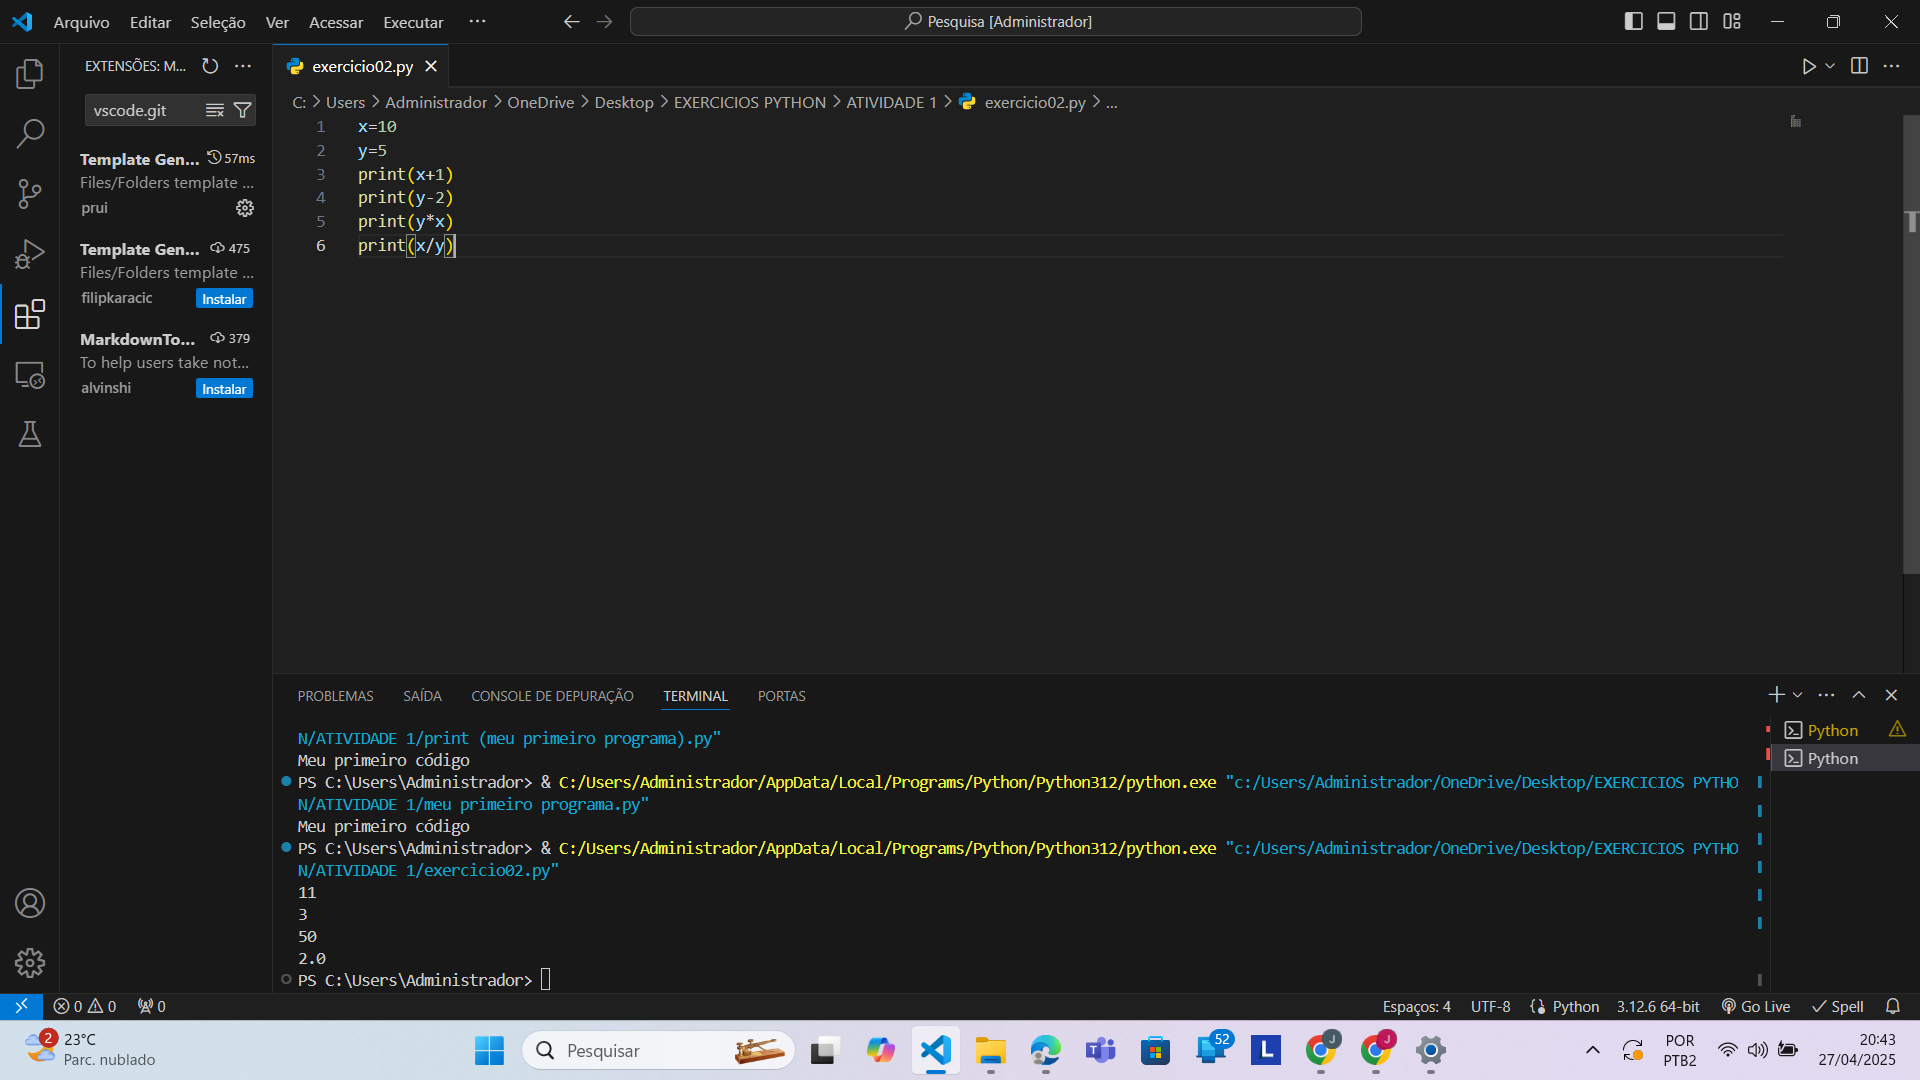 Arquivo Editar Seleção Ver Acessar Executar ···
Pesquisa [Administrador]
EXTENSÕES: M...
exercicio02.py
vscode.git
C: > Users > Administrador > OneDrive > Desktop > EXERCICIOS PYTHON > ATIVIDADE 1 > exercicio02.py > ...
Template Gen... 57ms
Files/Folders template ...
prui
Template Gen... 475
Files/Folders template ...
filipkaracic Instalar
MarkdownTo... 379
To help users take not...
alvinshi Instalar
1 x=10
2 y=5
3 print(x+1)
4 print(y-2)
5 print(y*x)
6 print(x/y)
PROBLEMAS SAÍDA CONSOLE DE DEPURAÇÃO TERMINAL PORTAS
N/ATIVIDADE 1/print (meu primeiro programa).py"
Meu primeiro código
PS C:\Users\Administrador> & C:/Users/Administrador/AppData/Local/Programs/Python/Python312/python.exe "c:/Users/Administrador/OneDrive/Desktop/EXERCICIOS PYTHO
N/ATIVIDADE 1/meu primeiro programa.py"
Meu primeiro código
PS C:\Users\Administrador> & C:/Users/Administrador/AppData/Local/Programs/Python/Python312/python.exe "c:/Users/Administrador/OneDrive/Desktop/EXERCICIOS PYTHO
N/ATIVIDADE 1/exercicio02.py"
11
3
50
2.0
PS C:\Users\Administrador>
Python
Python
0 0 0
Espaços: 4 UTF-8 Python 3.12.6 64-bit Go Live Spell
2 23°C
Parc. nublado
Pesquisar
52
L
J
J
POR
PTB2
20:43
27/04/2025